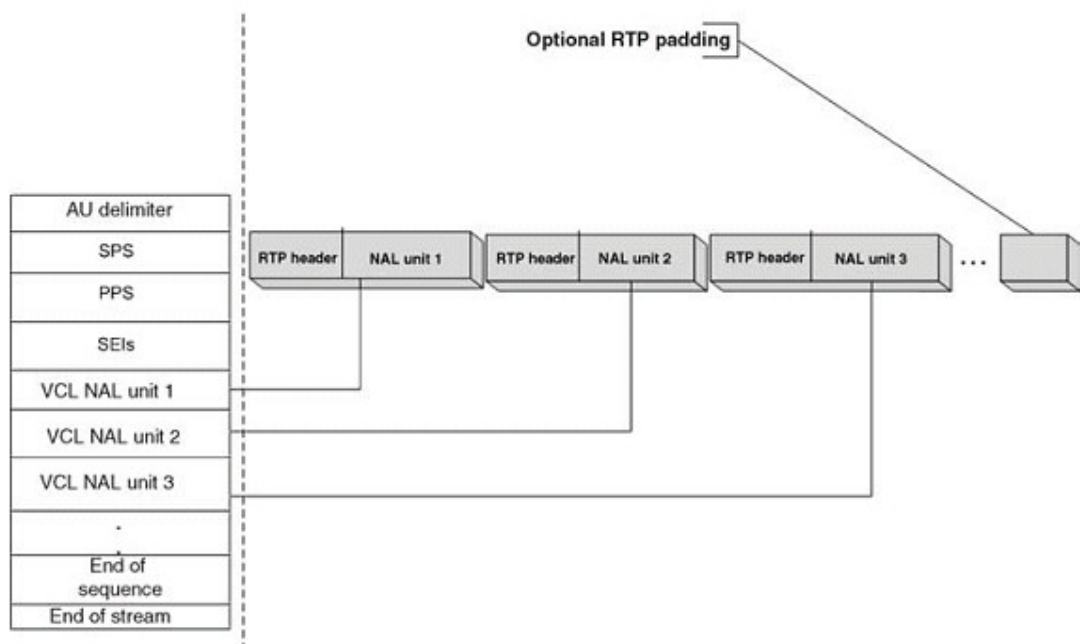 Optional RTP padding
AU delimiter
SPS
PPS
SEIs
VCL NAL unit 1
VCL NAL unit 2
VCL NAL unit 3
.
.
End of
sequence
End of stream
RTP header NAL unit 1 RTP header NAL unit 2 RTP header NAL unit 3 ...